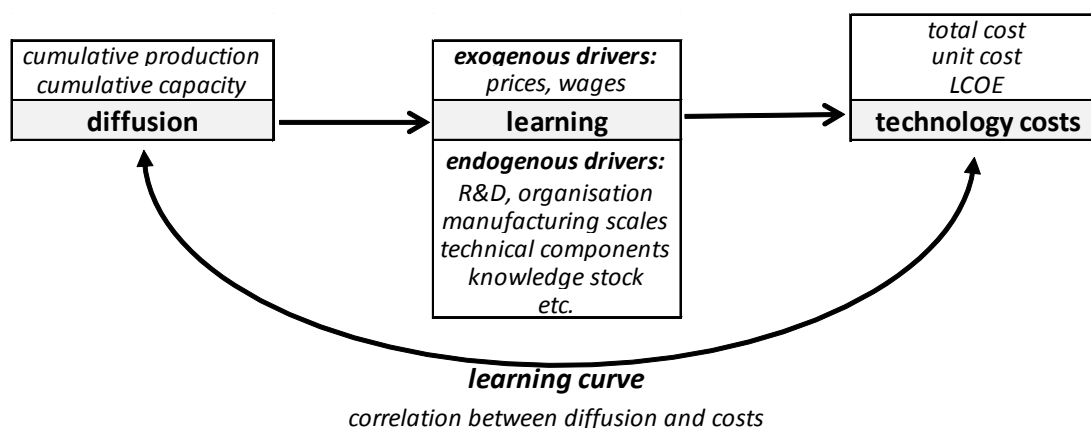 cumulative production
cumulative capacity
diffusion
exogenous drivers:
prices, wages
learning
endogenous drivers:
R&D, organisation
manufacturing scales
technical components
knowledge stock
etc.
total cost
unit cost
LCOE
technology costs
learning curve
correlation between diffusion and costs